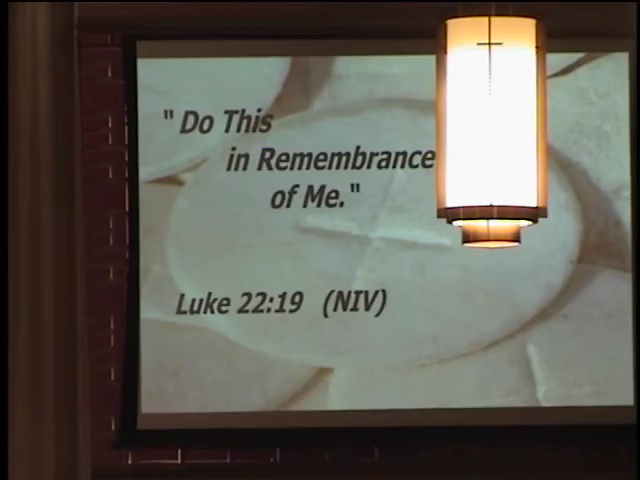 " Do This
in Remembrance
of Me."
Luke 22:19 (NIV)